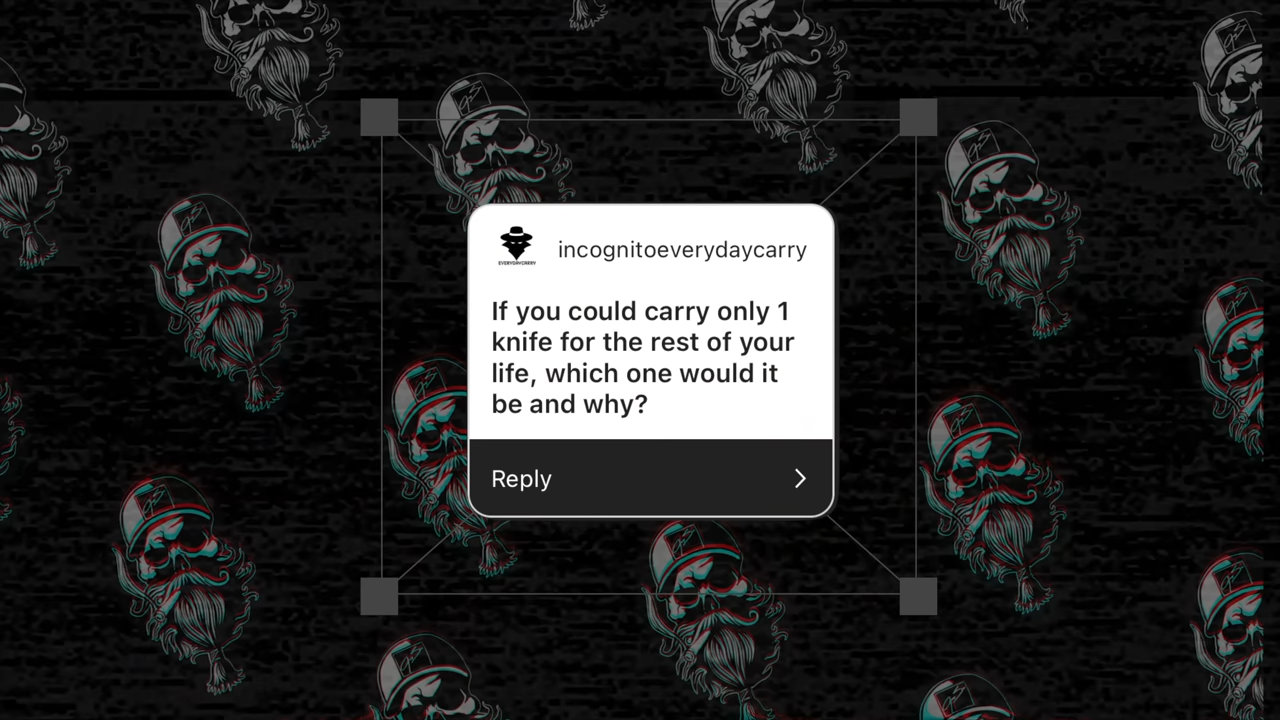 EVERYDAYCARRY
incognitoeverydaycarry
If you could carry only 1
knife for the rest of your
life, which one would it
be and why?
Reply